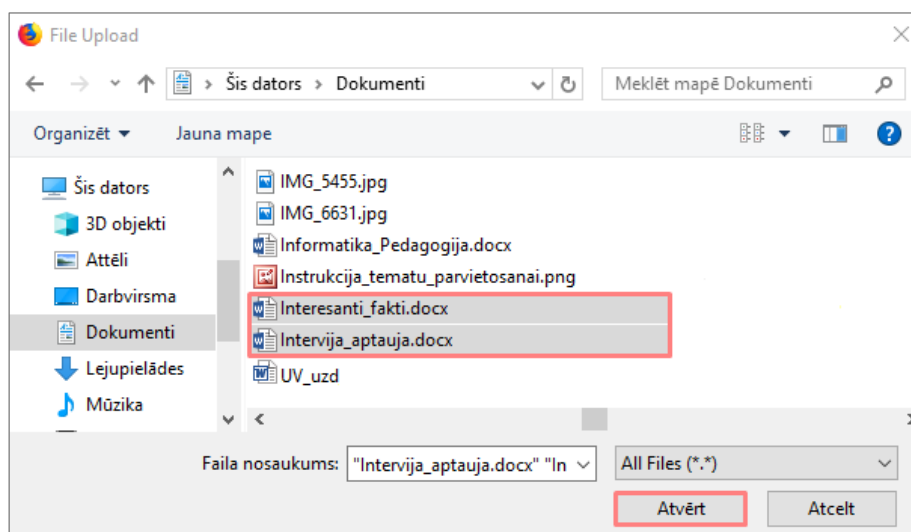 File Upload
Šis dators > Dokumenti
Meklēt mapē Dokumenti
Organizēt
Jauna mape
Šis dators
3D objekti
Attēli
Darbvirsma
Dokumenti
Lejupielādes
Mūzika
IMG_5455.jpg
IMG_6631.jpg
Informatika_Pedagogija.docx
Instrukcija_tematu_parvietosanai.png
Interesanti_fakti.docx
Intervija_aptauja.docx
UV_uzd
Faila nosaukums: "Intervija_aptauja.docx" "In
All Files (*.*)
Atvērt
Atcelt